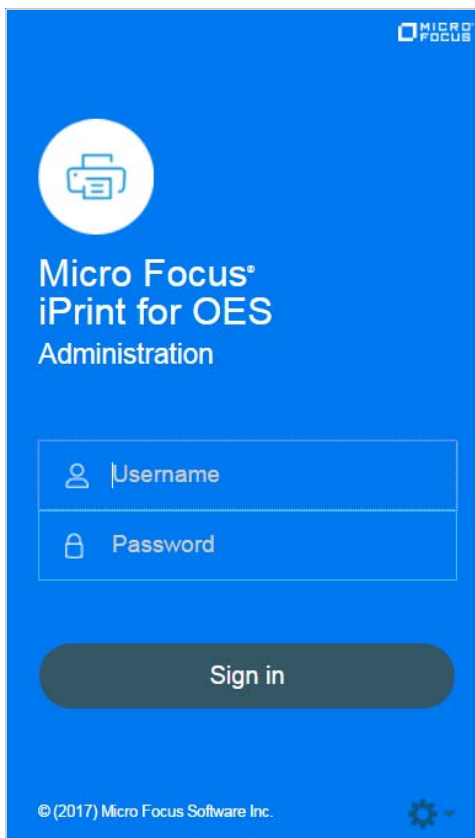 MICRO
FOCUS
Micro Focus®
iPrint for OES
Administration
Username
Password
Sign in
© (2017) Micro Focus Software Inc.